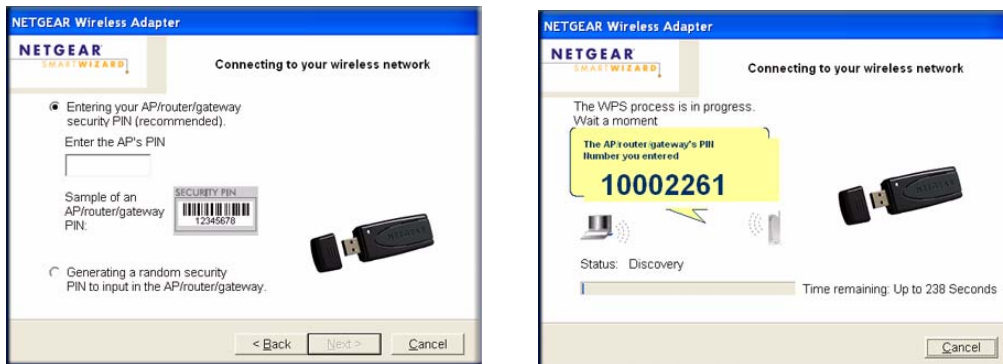 NETGEAR Wireless Adapter
NETGEAR
SMARTWIZARD
Connecting to your wireless network
Entering your AP/router/gateway
security PIN (recommended).
Enter the AP's PIN
Sample of an
AP/router/gateway
PIN:
SECURITY PIN
12345678
NETGEAR
Generating a random security
PIN to input in the AP/router/gateway.
< Back
Next >
Cancel
NETGEAR Wireless Adapter
NETGEAR
SMARTWIZARD
Connecting to your wireless network
The WPS process is in progress.
Wait a moment
The AP/router/gateway's PIN
Number you entered
10002261
NETGEAR
Status: Discovery
Time remaining: Up to 238 Seconds
Cancel